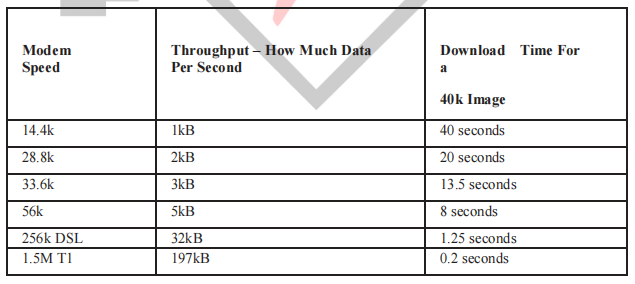 Modem Speed
Throughput – How Much Data Per Second
Download Time For a
40k Image
14.4k 1kB 40 seconds
28.8k 2kB 20 seconds
33.6k 3kB 13.5 seconds
56k 5kB 8 seconds
256k DSL 32kB 1.25 seconds
1.5M T1 197kB 0.2 seconds